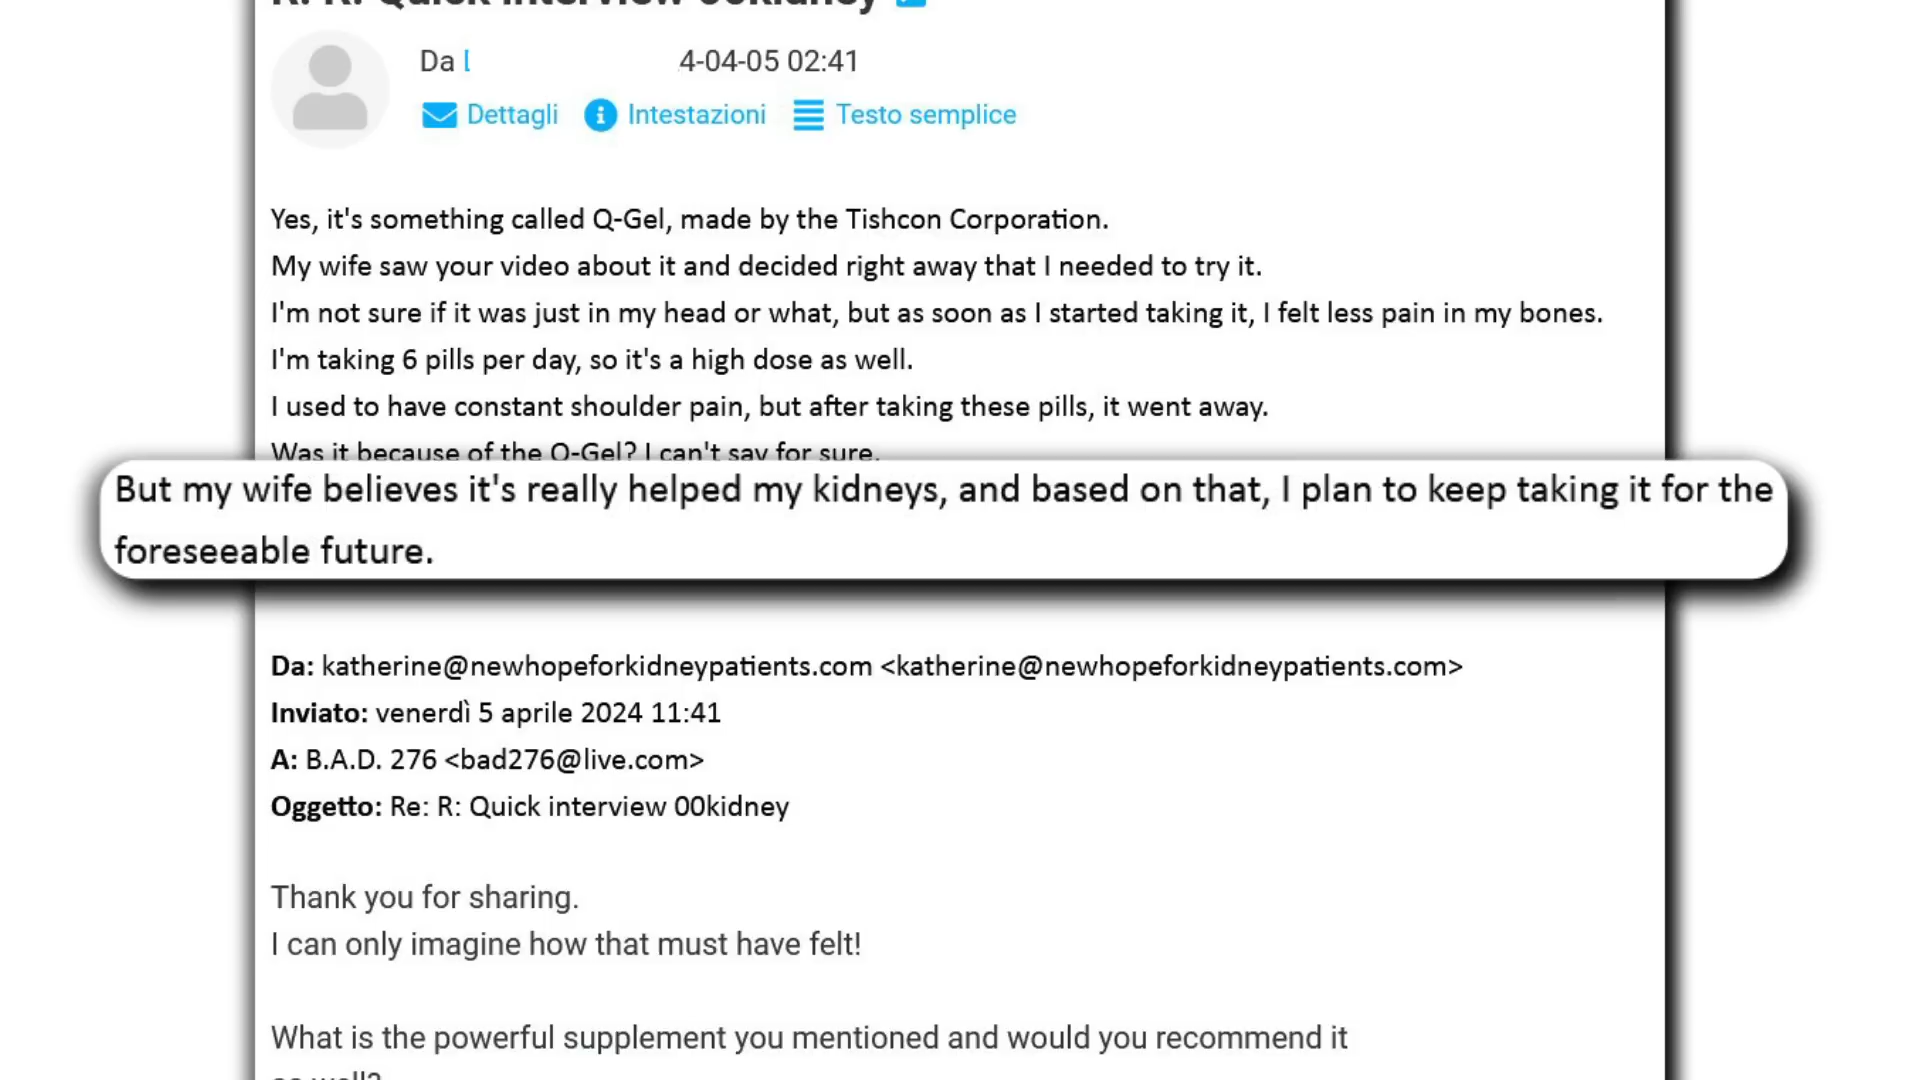 R: R: Quick interview 00kidney
Da
4-04-05 02:41
Dettagli Intestazioni Testo semplice
Yes, it's something called Q-Gel, made by the Tishcon Corporation.
My wife saw your video about it and decided right away that I needed to try it.
I'm not sure if it was just in my head or what, but as soon as I started taking it, I felt less pain in my bones.
I'm taking 6 pills per day, so it's a high dose as well.
I used to have constant shoulder pain, but after taking these pills, it went away.
Was it because of the Q-Gel? I can't say for sure.
But my wife believes it's really helped my kidneys, and based on that, I plan to keep taking it for the
foreseeable future.
Da: katherine@newhopeforkidneypatients.com <katherine@newhopeforkidneypatients.com>
Inviato: venerdì 5 aprile 2024 11:41
A: B.A.D. 276 <bad276@live.com>
Oggetto: Re: R: Quick interview 00kidney
Thank you for sharing.
I can only imagine how that must have felt!
What is the powerful supplement you mentioned and would you recommend it
as well?